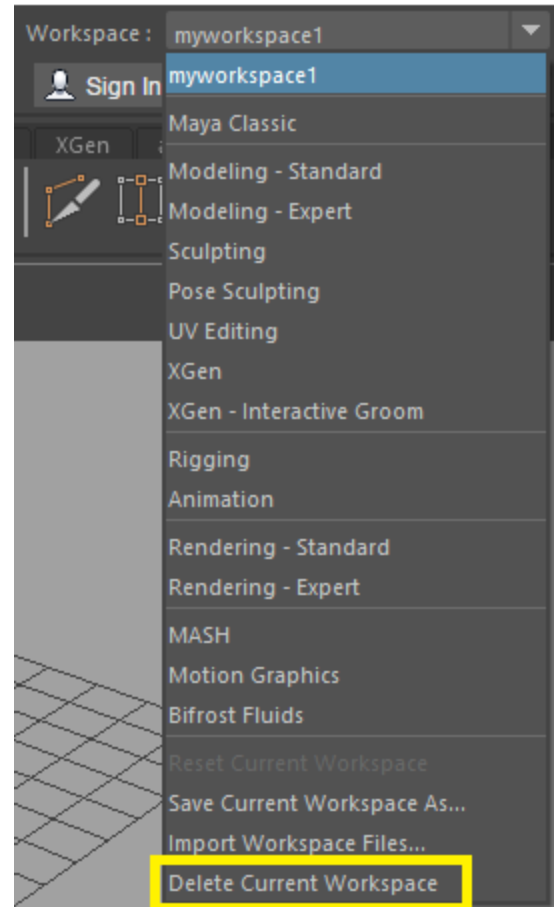 Workspace : myworkspace1
myworkspace1
Sign In
Maya Classic
XGen
Modeling - Standard
Modeling - Expert
Sculpting
Pose Sculpting
UV Editing
XGen
XGen - Interactive Groom
Rigging
Animation
Rendering - Standard
Rendering - Expert
MASH
Motion Graphics
Bifrost Fluids
Reset Current Workspace
Save Current Workspace As...
Import Workspace Files...
Delete Current Workspace